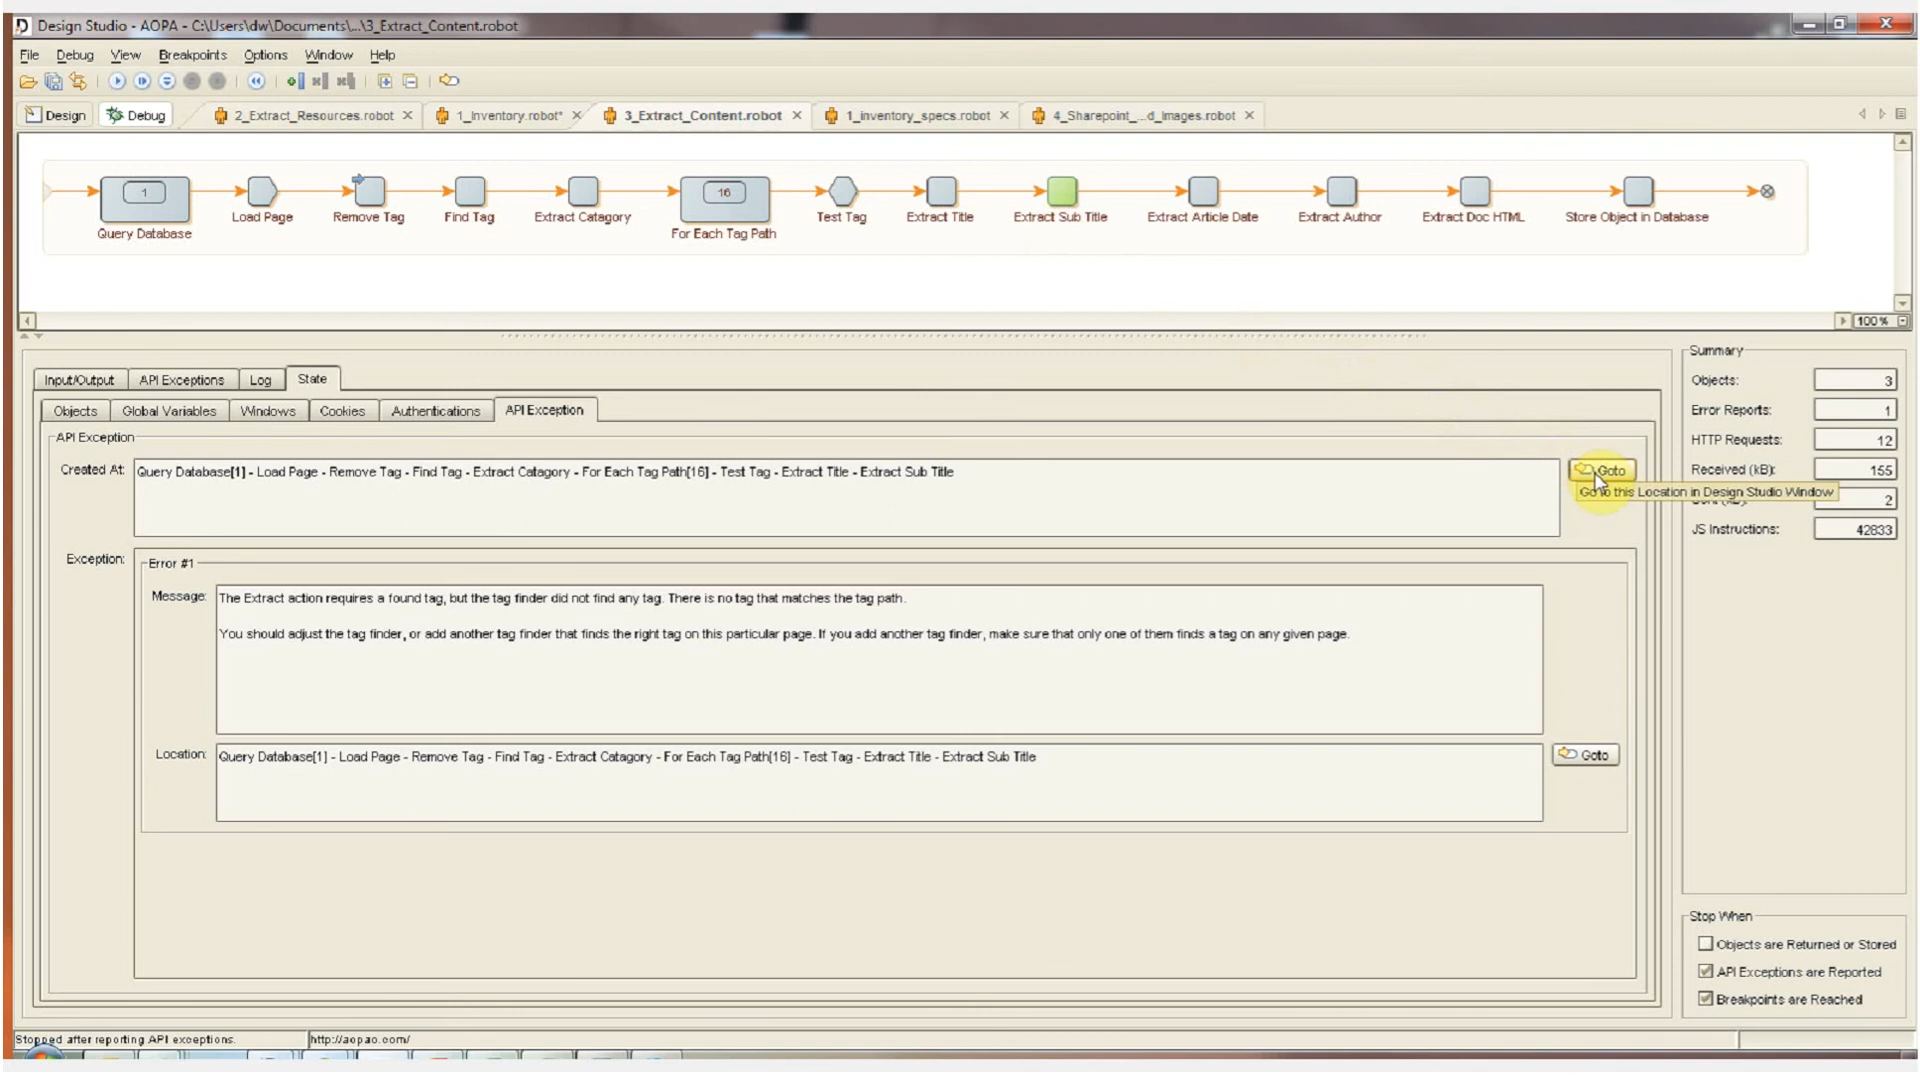 Design Studio - AOPA - C:\Users\dw\Documents\...\3_Extract_Content.robot
File Debug View Breakpoints Options Window Help
Design Debug 2_Extract_Resources.robot 1_Inventory.robot* 3_Extract_Content.robot 1_inventory_specs.robot 4_Sharepoint_...d_Images.robot
1 16
Load Page Remove Tag Find Tag Extract Catagory Test Tag Extract Title Extract Sub Title Extract Article Date Extract Author Extract Doc HTML Store Object in Database
Query Database For Each Tag Path
100%
Summary
Input/Output API Exceptions Log State
Objects: 3
Objects Global Variables Windows Cookies Authentications API Exception
Error Reports: 1
API Exception
HTTP Requests: 12
Created At: Query Database[1] - Load Page - Remove Tag - Find Tag - Extract Catagory - For Each Tag Path[16] - Test Tag - Extract Title - Extract Sub Title
Goto
Received (kB): 155
Go to this Location in Design Studio Window
2
JS Instructions: 42833
Exception:
Error #1
Message: The Extract action requires a found tag, but the tag finder did not find any tag. There is no tag that matches the tag path.
You should adjust the tag finder, or add another tag finder that finds the right tag on this particular page. If you add another tag finder, make sure that only one of them finds a tag on any given page.
Location: Query Database[1] - Load Page - Remove Tag - Find Tag - Extract Catagory - For Each Tag Path[16] - Test Tag - Extract Title - Extract Sub Title
Goto
Stop When
Objects are Returned or Stored
API Exceptions are Reported
Breakpoints are Reached
Stopped after reporting API exceptions. http://aopao.com/